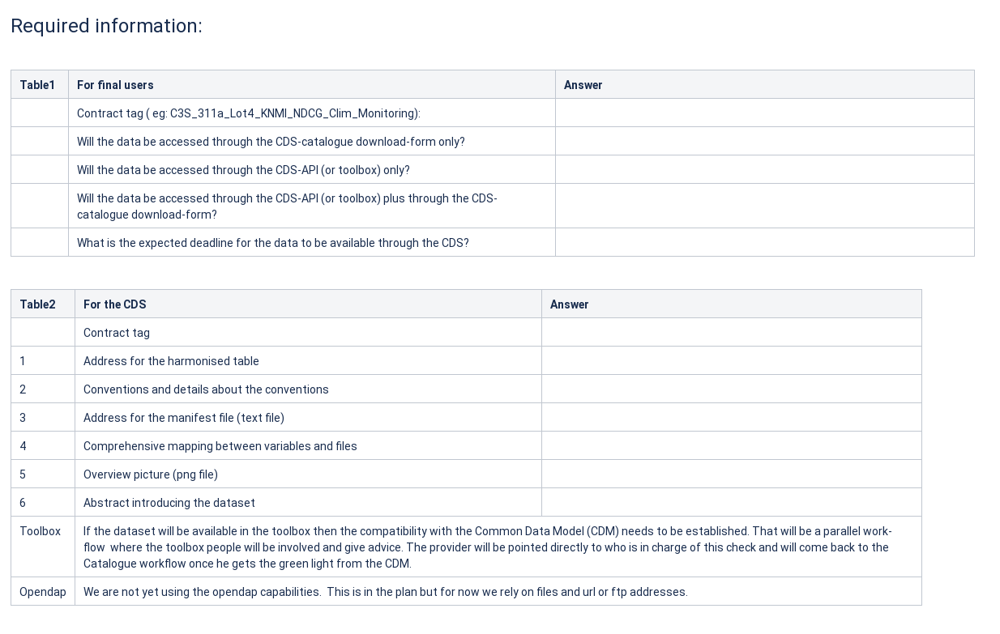 Required information:
Table1 For final users Answer
Contract tag ( eg: C3S_311a_Lot4_KNMI_NDCG_Clim_Monitoring):
Will the data be accessed through the CDS-catalogue download-form only?
Will the data be accessed through the CDS-API (or toolbox) only?
Will the data be accessed through the CDS-API (or toolbox) plus through the CDS-
catalogue download-form?
What is the expected deadline for the data to be available through the CDS?
Table2 For the CDS Answer
Contract tag
1 Address for the harmonised table
2 Conventions and details about the conventions
3 Address for the manifest file (text file)
4 Comprehensive mapping between variables and files
5 Overview picture (png file)
6 Abstract introducing the dataset
Toolbox If the dataset will be available in the toolbox then the compatibility with the Common Data Model (CDM) needs to be established. That will be a parallel work-
flow  where the toolbox people will be involved and give advice. The provider will be pointed directly to who is in charge of this check and will come back to the
Catalogue workflow once he gets the green light from the CDM.
Opendap We are not yet using the opendap capabilities.  This is in the plan but for now we rely on files and url or ftp addresses.